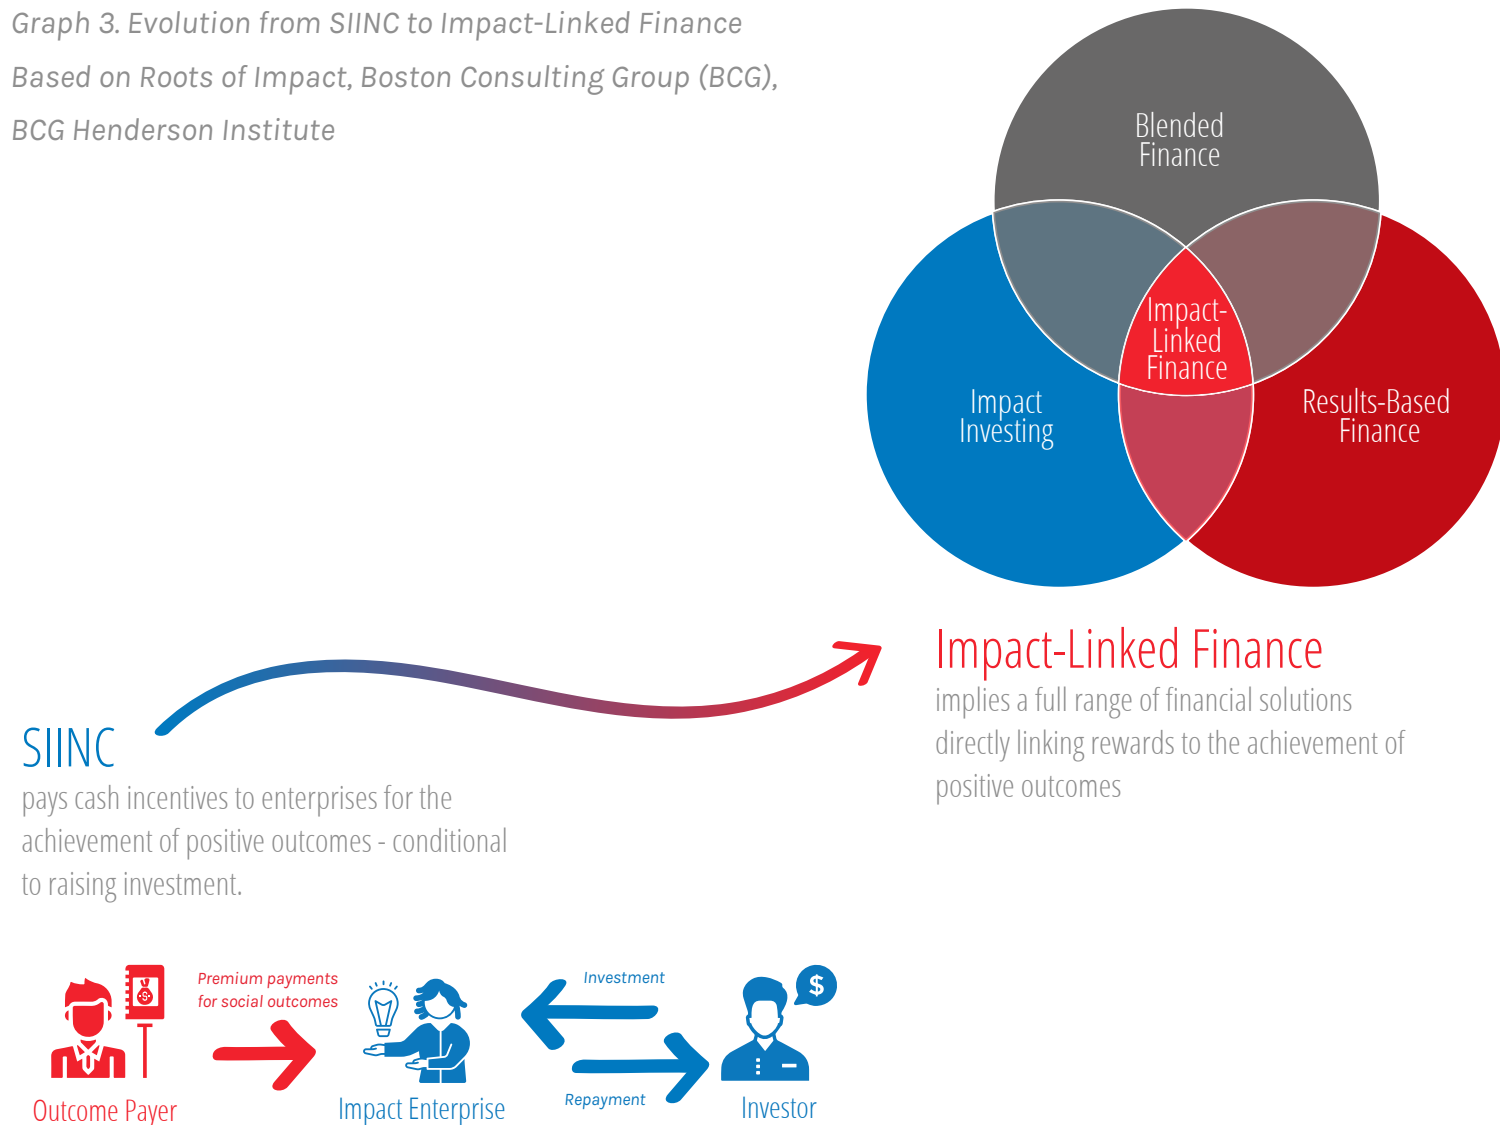 Graph 3. Evolution from SIINC to Impact-Linked Finance
Based on Roots of Impact, Boston Consulting Group (BCG),
BCG Henderson Institute
Blended
Finance
Impact-
Linked
Finance
Impact
Investing
Results-Based
Finance
Impact-Linked Finance
implies a full range of financial solutions
directly linking rewards to the achievement of
positive outcomes
SIINC
pays cash incentives to enterprises for the
achievement of positive outcomes - conditional
to raising investment.
Premium payments
for social outcomes
Investment
$
$
Repayment
Outcome Payer
Impact Enterprise
Investor